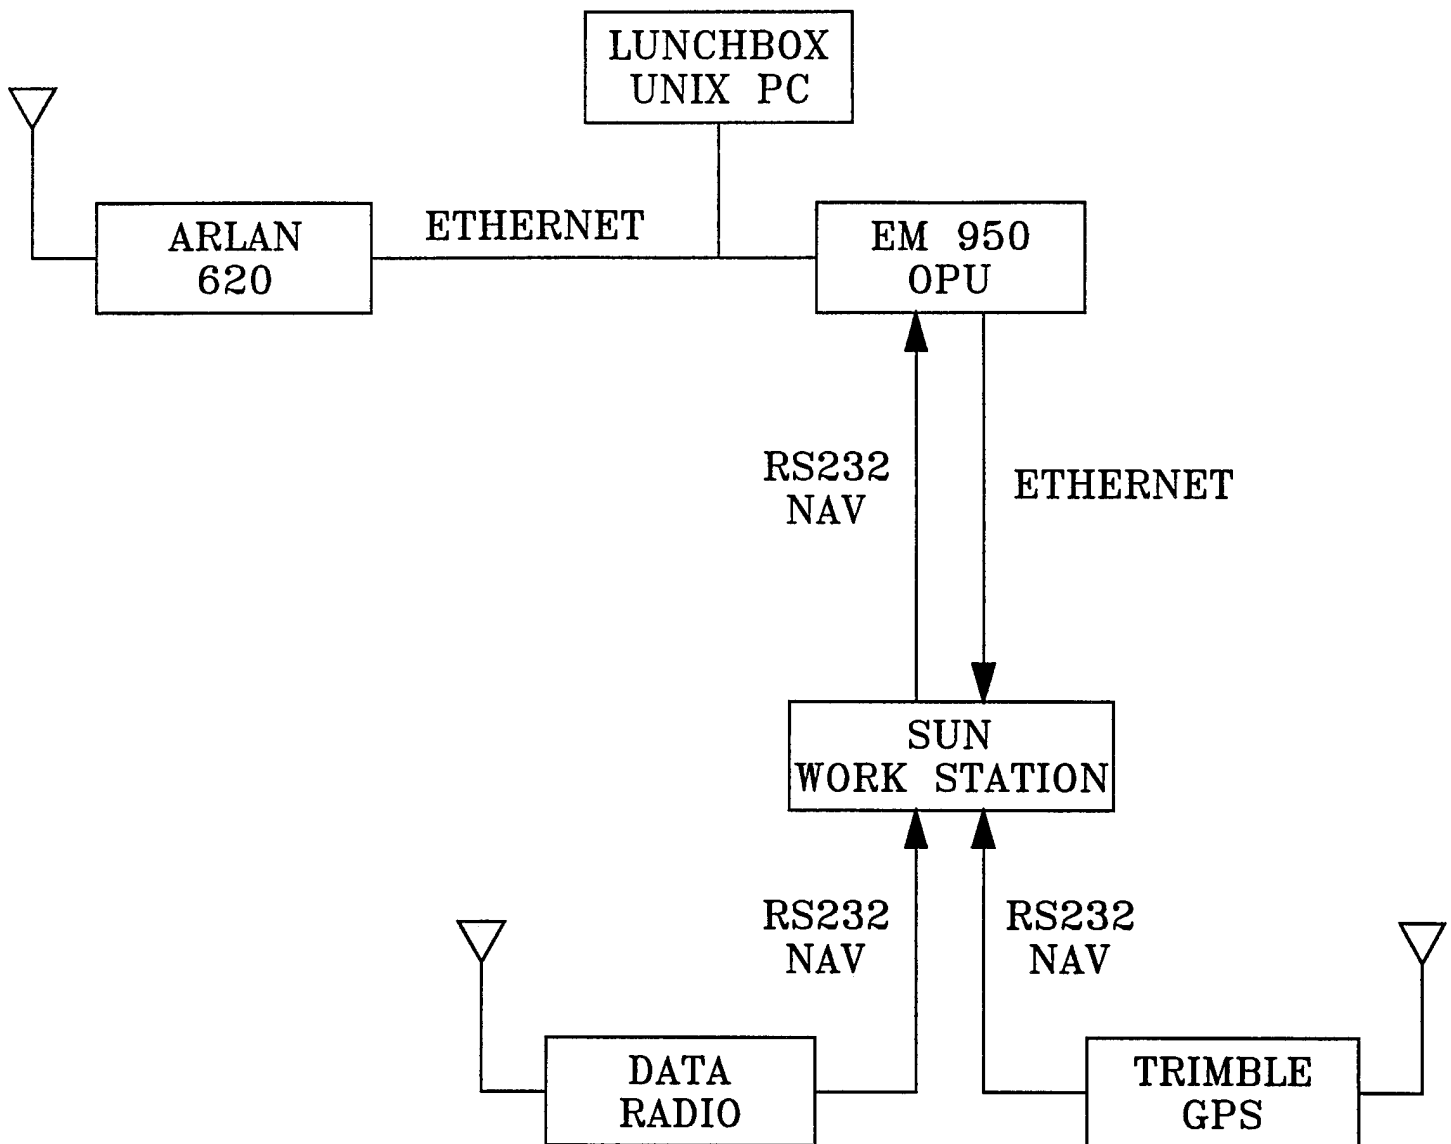 LUNCHBOX
UNIX PC
ARLAN
620
ETHERNET
EM 950
OPU
RS232
NAV
ETHERNET
SUN
WORK STATION
RS232
NAV
RS232
NAV
DATA
RADIO
TRIMBLE
GPS